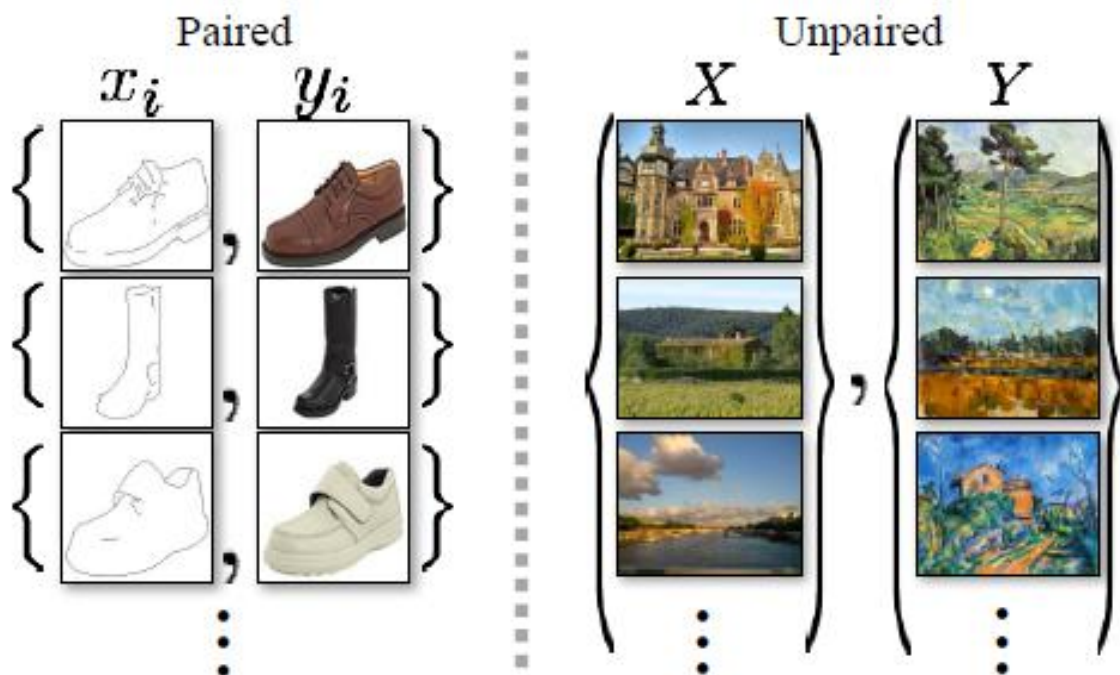 Paired
Unpaired
x_i
y_i
X
Y
{ , }
{ , }
{ , }
⋮
{ ⋮ } , { ⋮ }